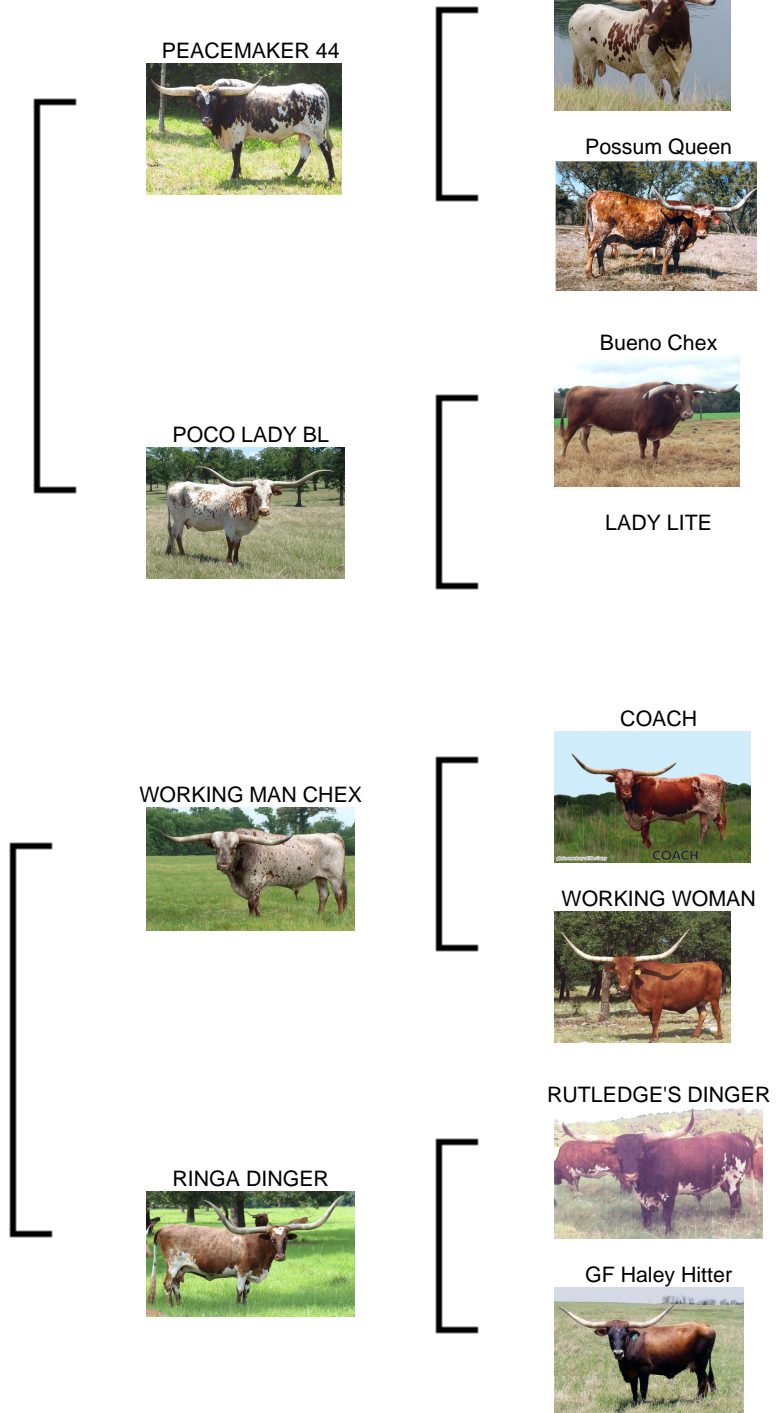 PEACEMAKER 44
Possum Queen
Bueno Chex
POCO LADY BL
LADY LITE
COACH
WORKING MAN CHEX
COACH
WORKING WOMAN
RUTLEDGE'S DINGER
RINGA DINGER
GF Haley Hitter